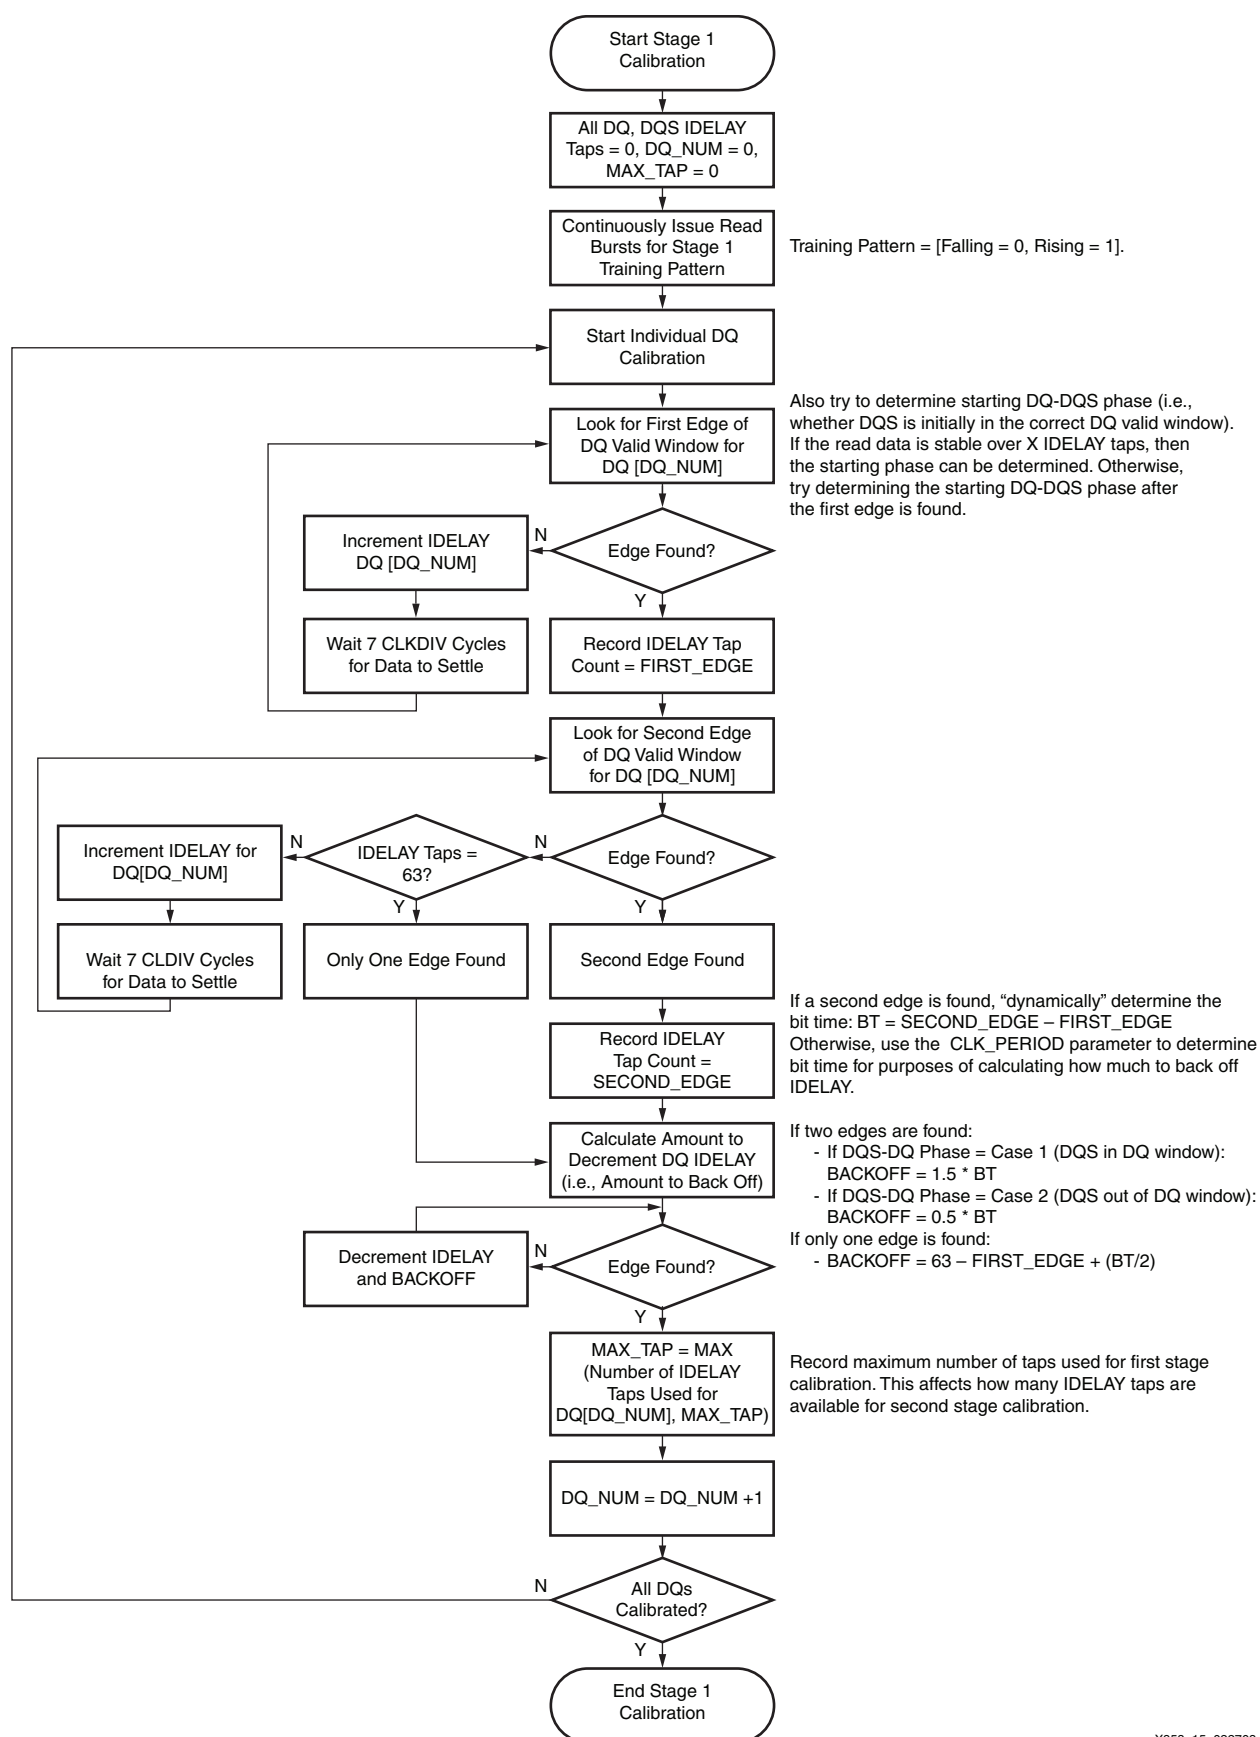 Start Stage 1
Calibration
All DQ, DQS IDELAY
Taps = 0, DQ_NUM = 0,
MAX_TAP = 0
Continuously Issue Read
Bursts for Stage 1
Training Pattern
Training Pattern = [Falling = 0, Rising = 1].
Start Individual DQ
Calibration
Look for First Edge of
DQ Valid Window for
DQ [DQ_NUM]
Also try to determine starting DQ-DQS phase (i.e.,
whether DQS is initially in the correct DQ valid window).
If the read data is stable over X IDELAY taps, then
the starting phase can be determined. Otherwise,
try determining the starting DQ-DQS phase after
the first edge is found.
Edge Found?
N
Y
Increment IDELAY
DQ [DQ_NUM]
Wait 7 CLKDIV Cycles
for Data to Settle
Record IDELAY Tap
Count = FIRST_EDGE
Look for Second Edge
of DQ Valid Window
for DQ [DQ_NUM]
Edge Found?
N
Y
IDELAY Taps =
63?
N
Y
Increment IDELAY for
DQ[DQ_NUM]
Wait 7 CLDIV Cycles
for Data to Settle
Only One Edge Found
Second Edge Found
Record IDELAY
Tap Count =
SECOND_EDGE
If a second edge is found, “dynamically” determine the
bit time: BT = SECOND_EDGE – FIRST_EDGE
Otherwise, use the CLK_PERIOD parameter to determine
bit time for purposes of calculating how much to back off
IDELAY.
Calculate Amount to
Decrement DQ IDELAY
(i.e., Amount to Back Off)
If two edges are found:
- If DQS-DQ Phase = Case 1 (DQS in DQ window):
BACKOFF = 1.5 * BT
- If DQS-DQ Phase = Case 2 (DQS out of DQ window):
BACKOFF = 0.5 * BT
If only one edge is found:
- BACKOFF = 63 – FIRST_EDGE + (BT/2)
Edge Found?
N
Y
Decrement IDELAY
and BACKOFF
MAX_TAP = MAX
(Number of IDELAY
Taps Used for
DQ[DQ_NUM], MAX_TAP)
Record maximum number of taps used for first stage
calibration. This affects how many IDELAY taps are
available for second stage calibration.
DQ_NUM = DQ_NUM +1
All DQs
Calibrated?
N
Y
End Stage 1
Calibration